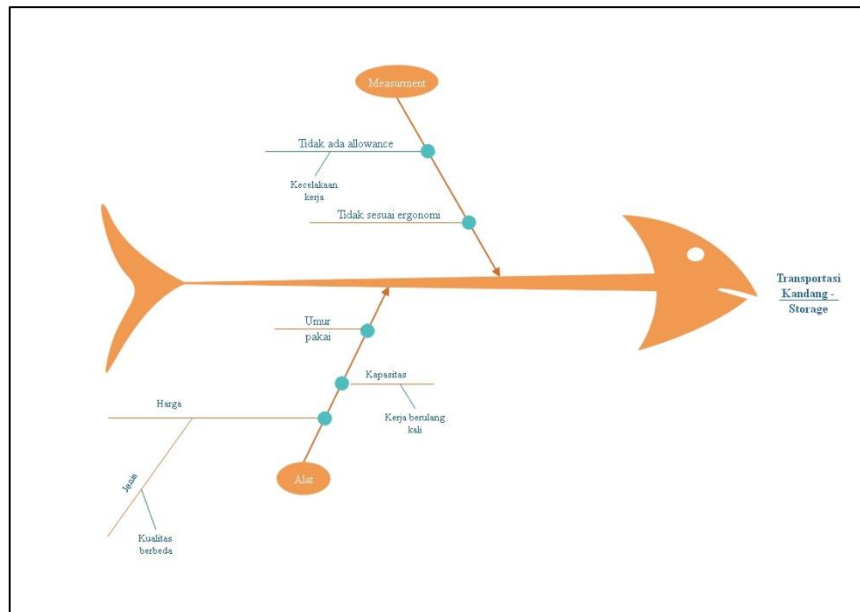 Measurment
Tidak ada allowance
Kecelakaan
kerja
Tidak sesuai ergonomi
Transportasi
Kandang -
Storage
Umur
pakai
Kapasitas
Kerja berulang
kali
Harga
Jenis
Kualitas
berbeda
Alat